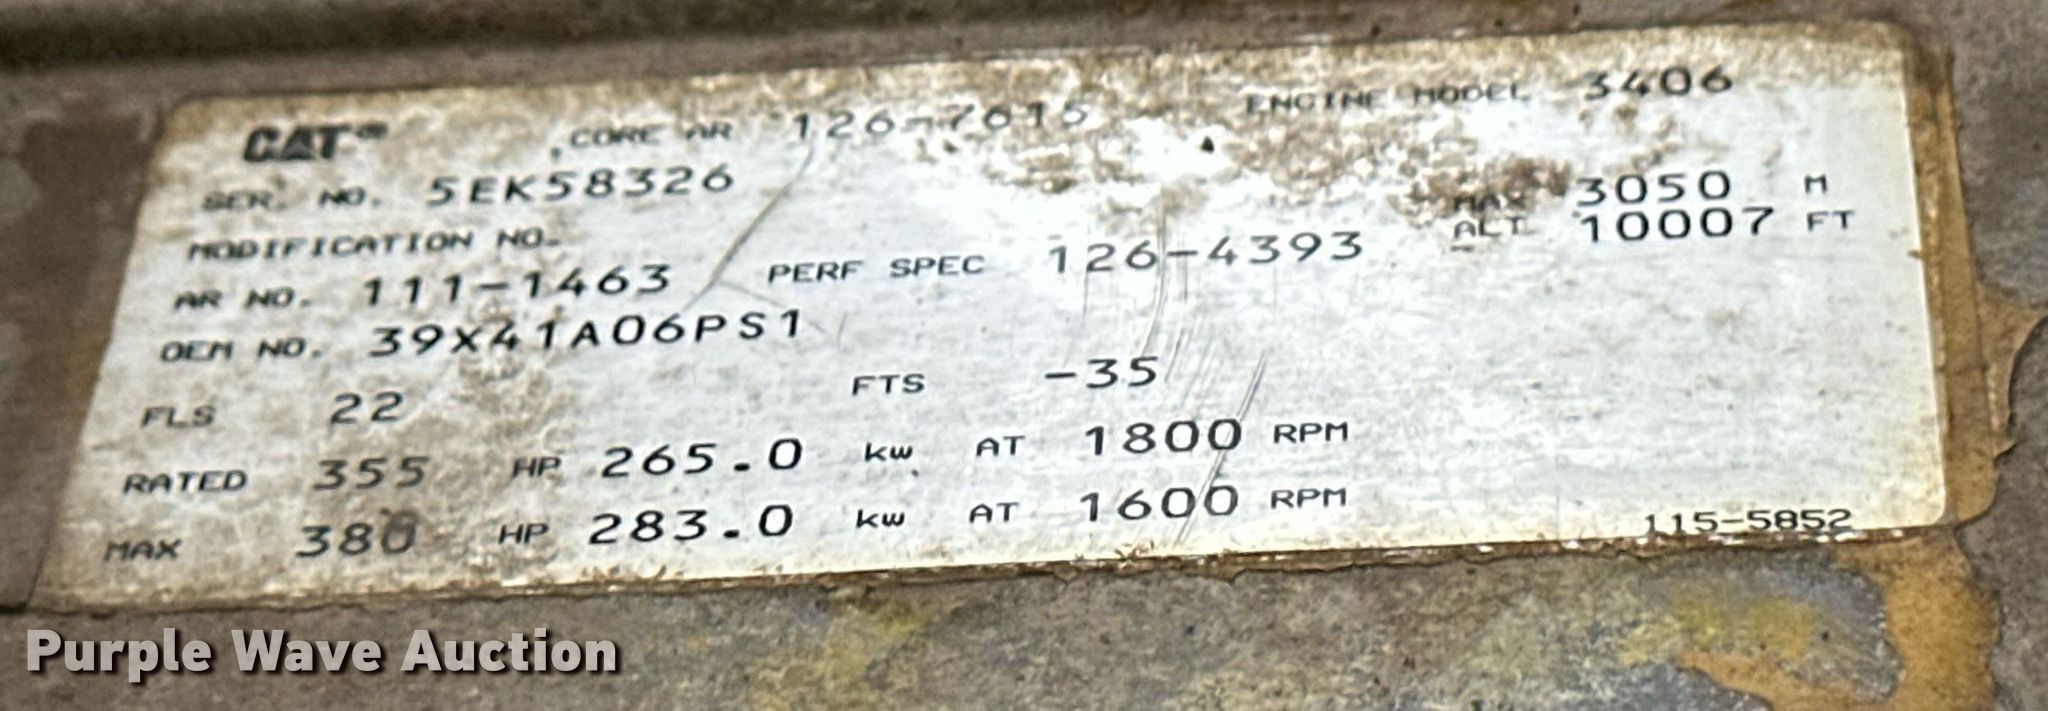 CAT® CORE AR 126-7615 ENGINE MODEL 3406
SER. NO. 5EK58326 MAX 3050 M
MODIFICATION NO. ALT 10007 FT
AR NO. 111-1463 PERF SPEC 126-4393
OEM NO. 39X41A06PS1
FLS 22 FTS -35
RATED 355 HP 265.0 kw AT 1800 RPM
MAX 380 HP 283.0 kw AT 1600 RPM
115-5852
Purple Wave Auction